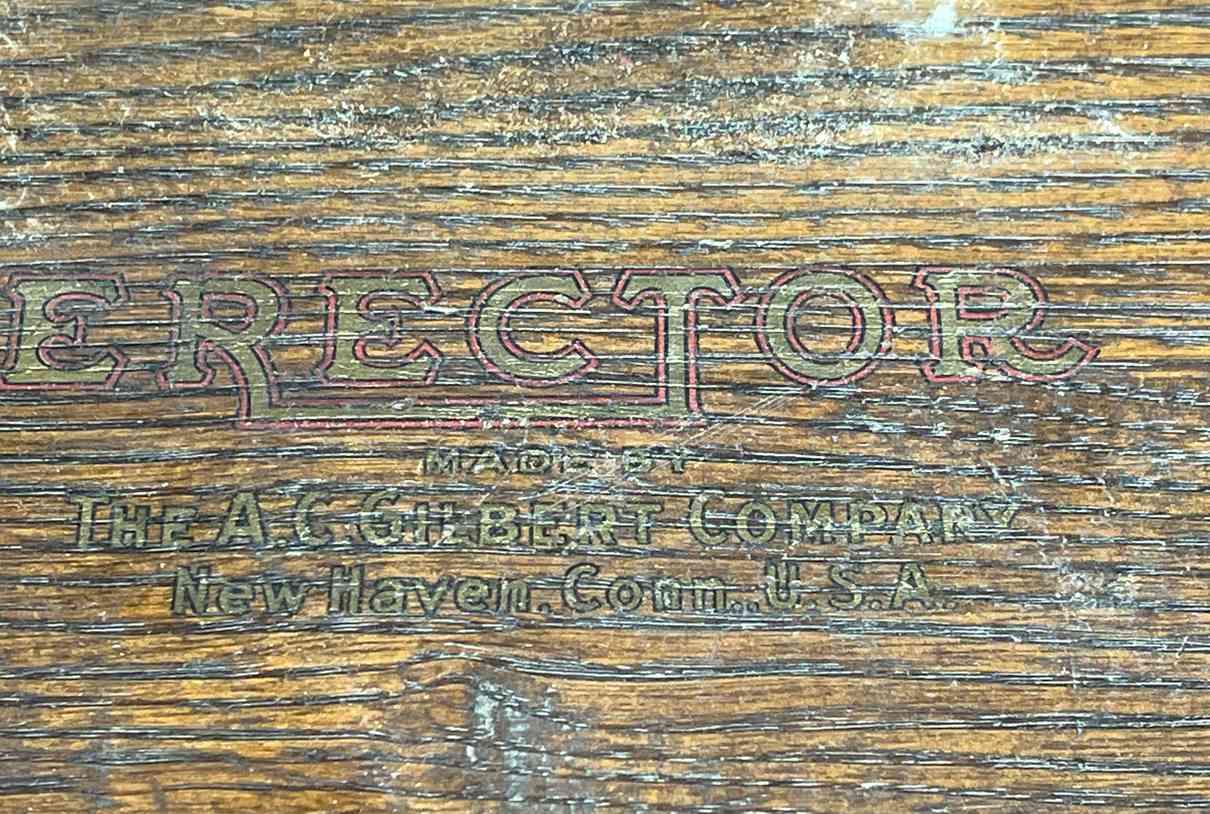 ERECTOR
MADE BY
THE A.C. GILBERT COMPANY
New Haven, Conn., U.S.A.